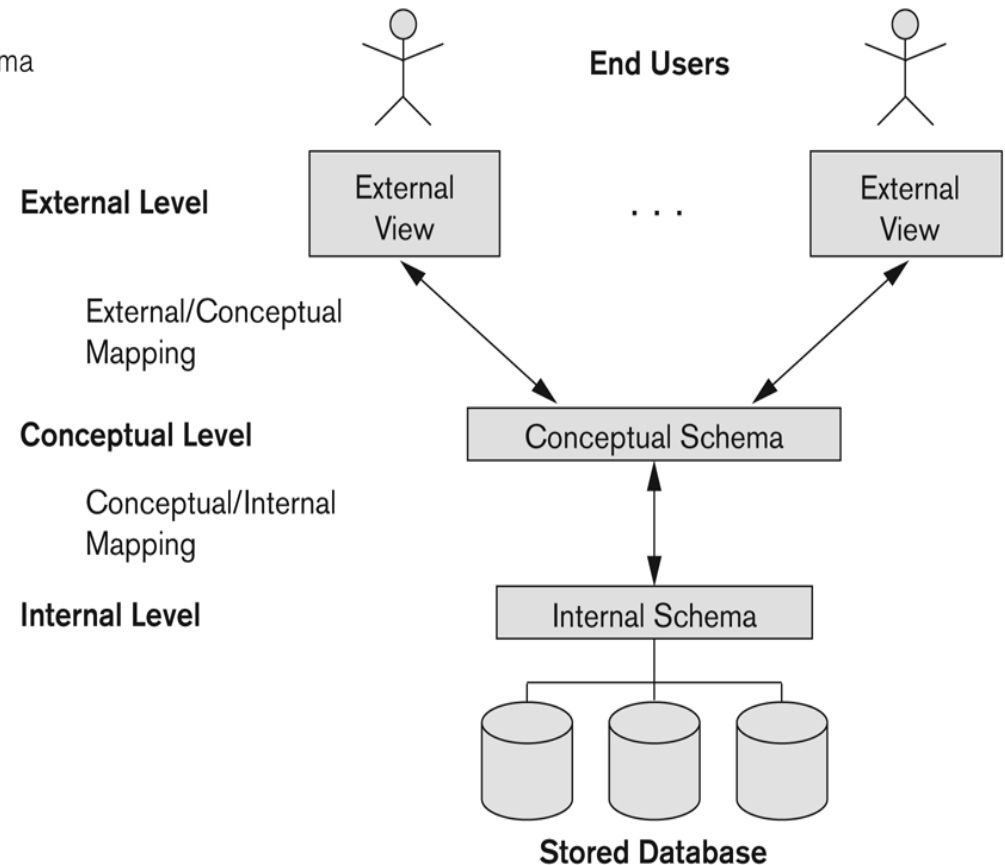 ma
End Users
External Level
External
View
. . .
External
View
External/Conceptual
Mapping
Conceptual Level
Conceptual Schema
Conceptual/Internal
Mapping
Internal Level
Internal Schema
Stored Database